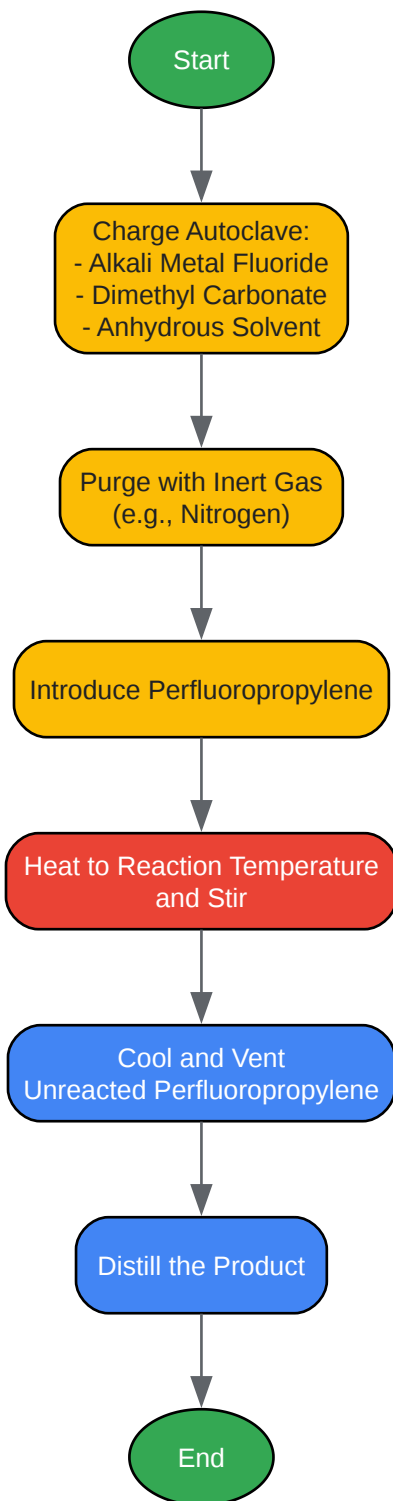 Start
Charge Autoclave:
- Alkali Metal Fluoride
- Dimethyl Carbonate
- Anhydrous Solvent
Purge with Inert Gas
(e.g., Nitrogen)
Introduce Perfluoropropylene
Heat to Reaction Temperature
and Stir
Cool and Vent
Unreacted Perfluoropropylene
Distill the Product
End